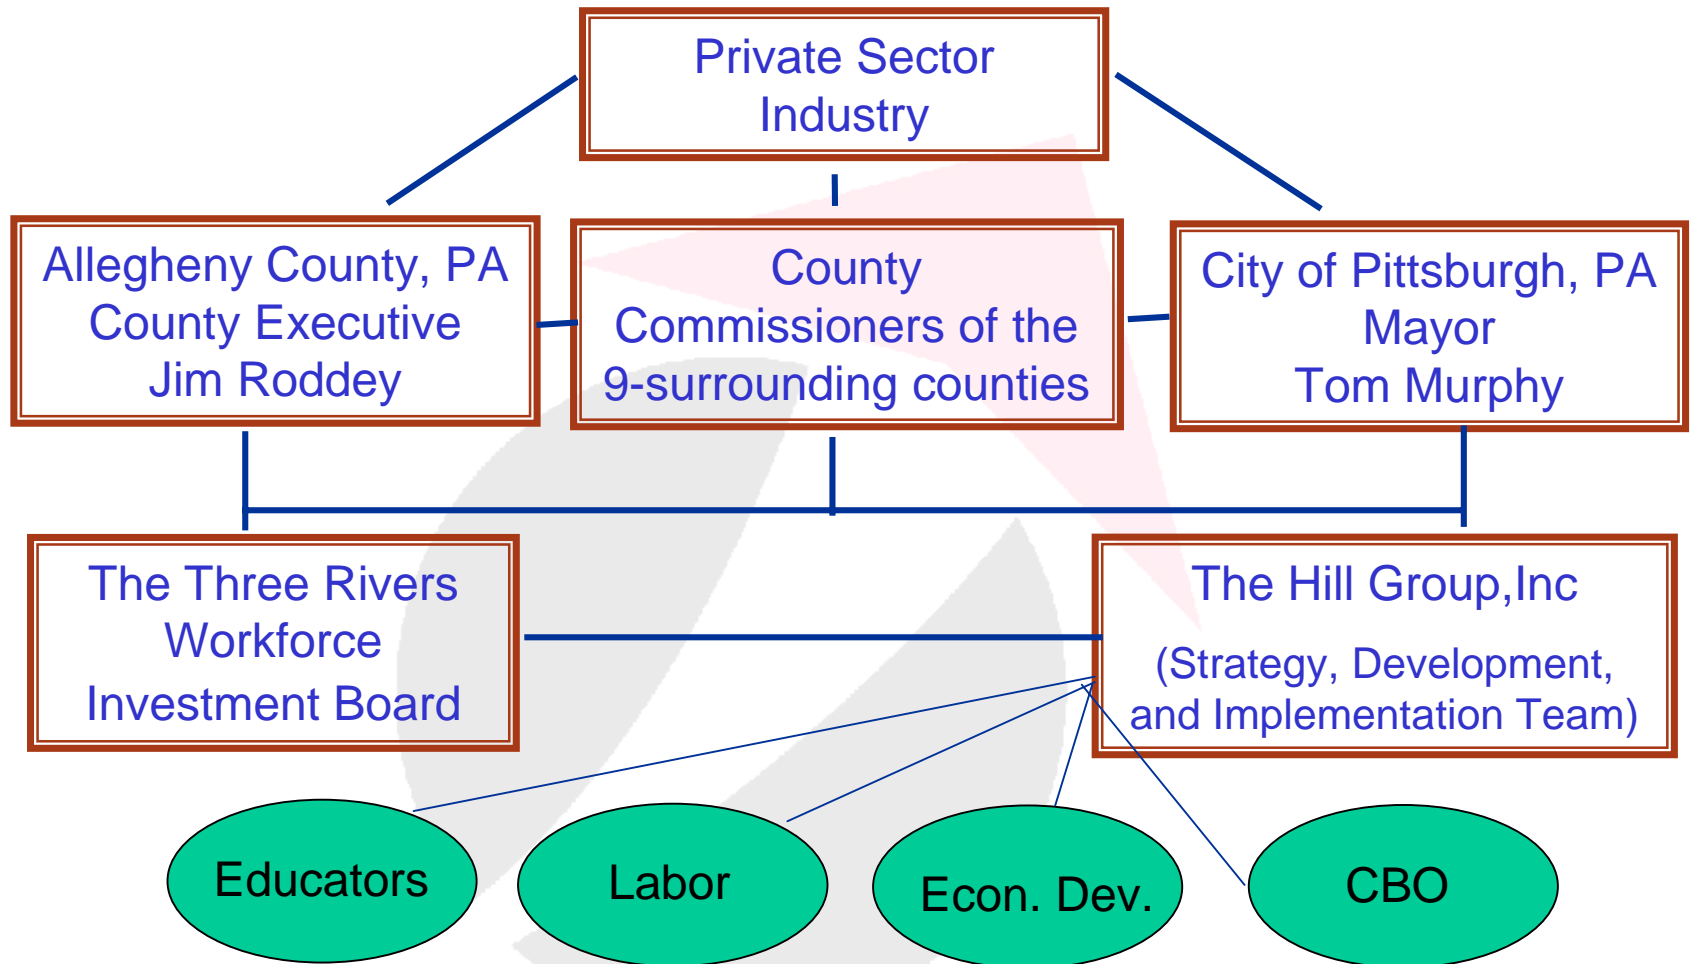 Private Sector
Industry
Allegheny County, PA
County Executive
Jim Roddey
County
Commissioners of the
9-surrounding counties
City of Pittsburgh, PA
Mayor
Tom Murphy
The Three Rivers
Workforce
Investment Board
The Hill Group,Inc
(Strategy, Development,
and Implementation Team)
Educators
Labor
Econ. Dev.
CBO